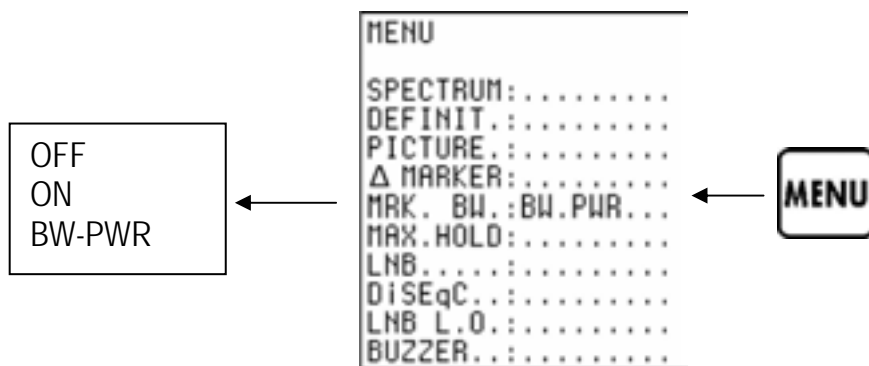 OFF
ON
BW-PWR
MENU
SPECTRUM:.........
DEFINIT.:.........
PICTURE.:.........
Δ MARKER:.........
MRK. BW.:BW.PWR...
MAX.HOLD:.........
LNB.....:.........
DiSEqC..:.........
LNB L.O.:.........
BUZZER..:.........
MENU